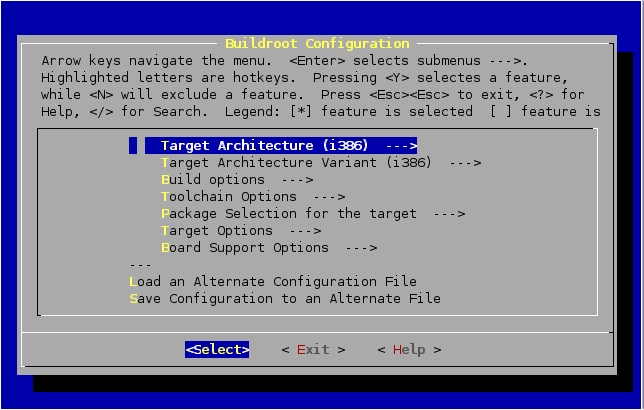 Buildroot Configuration
Arrow keys navigate the menu.  <Enter> selects submenus --->.
Highlighted letters are hotkeys.  Pressing <Y> selectes a feature,
while <N> will exclude a feature.  Press <Esc><Esc> to exit, <?> for
Help, </> for Search.  Legend: [*] feature is selected  [ ] feature is
Target Architecture (i386)  --->
Target Architecture Variant (i386)  --->
Build options  --->
Toolchain Options  --->
Package Selection for the target  --->
Target Options  --->
Board Support Options  --->
---
Load an Alternate Configuration File
Save Configuration to an Alternate File
<Select>    < Exit >    < Help >